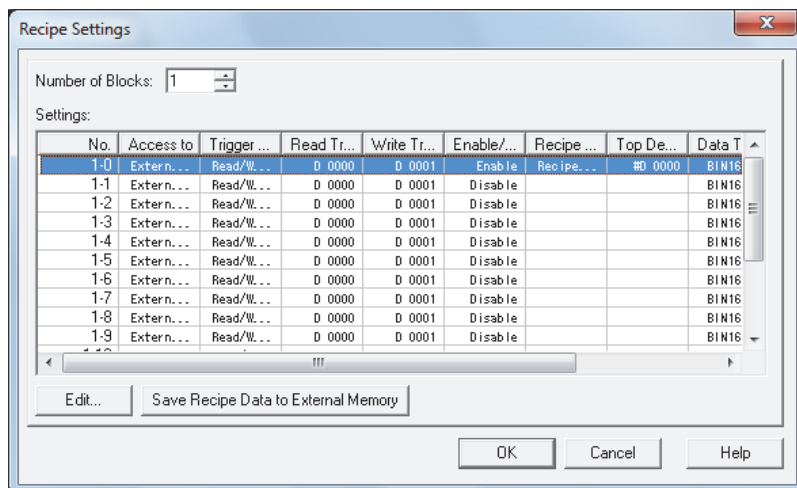 Recipe Settings
Number of Blocks: 1
Settings:
No. Access to Trigger ... Read Tr... Write Tr... Enable/... Recipe ... Top De... Data T
1-0 Extern... Read/W... D 0000 D 0001 Enable Recipe... #D 0000 BIN16
1-1 Extern... Read/W... D 0000 D 0001 Disable BIN16
1-2 Extern... Read/W... D 0000 D 0001 Disable BIN16
1-3 Extern... Read/W... D 0000 D 0001 Disable BIN16
1-4 Extern... Read/W... D 0000 D 0001 Disable BIN16
1-5 Extern... Read/W... D 0000 D 0001 Disable BIN16
1-6 Extern... Read/W... D 0000 D 0001 Disable BIN16
1-7 Extern... Read/W... D 0000 D 0001 Disable BIN16
1-8 Extern... Read/W... D 0000 D 0001 Disable BIN16
1-9 Extern... Read/W... D 0000 D 0001 Disable BIN16
Edit... Save Recipe Data to External Memory
OK Cancel Help